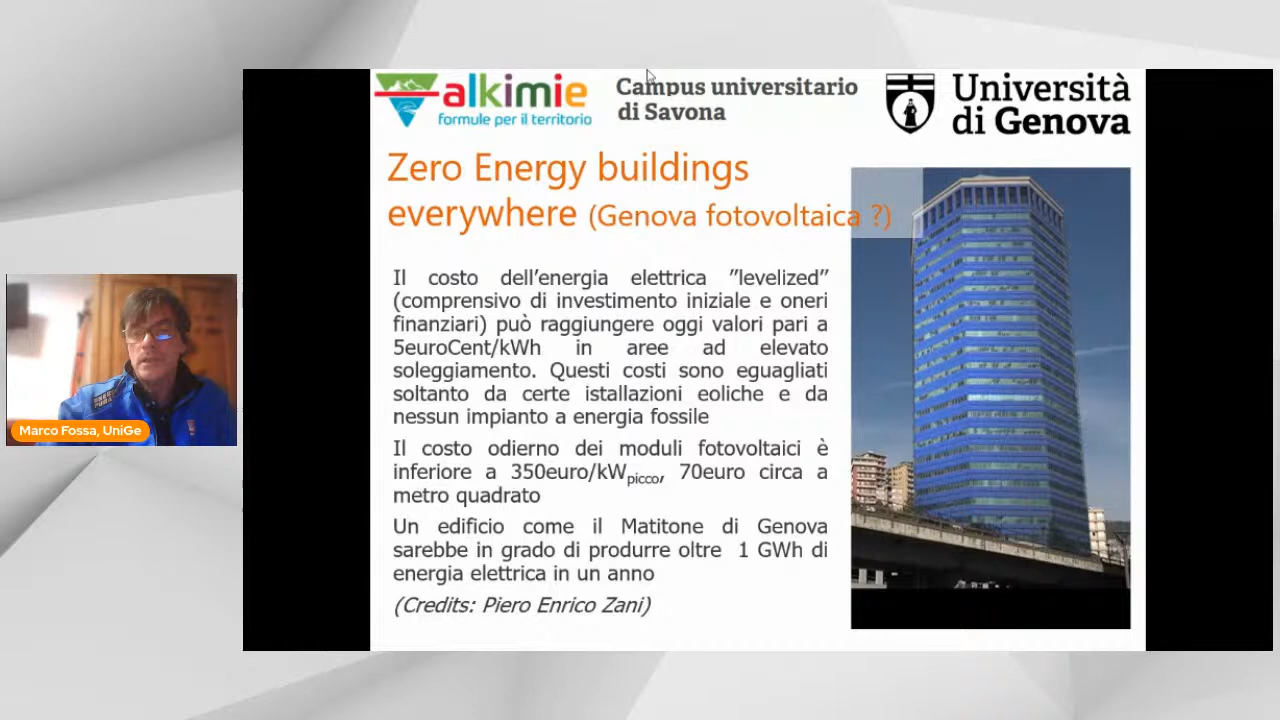 alkimie
formule per il territorio
Campus universitario
di Savona
Università
di Genova
Zero Energy buildings
everywhere (Genova fotovoltaica ?)
Il costo dell'energia elettrica "levelized"
(comprensivo di investimento iniziale e oneri
finanziari) può raggiungere oggi valori pari a
5euroCent/kWh in aree ad elevato
soleggiamento. Questi costi sono eguagliati
soltanto da certe istallazioni eoliche e da
nessun impianto a energia fossile
Il costo odierno dei moduli fotovoltaici è
inferiore a 350euro/kWpicco, 70euro circa a
metro quadrato
Un edificio come il Matitone di Genova
sarebbe in grado di produrre oltre 1 GWh di
energia elettrica in un anno
(Credits: Piero Enrico Zani)
Marco Fossa, UniGe